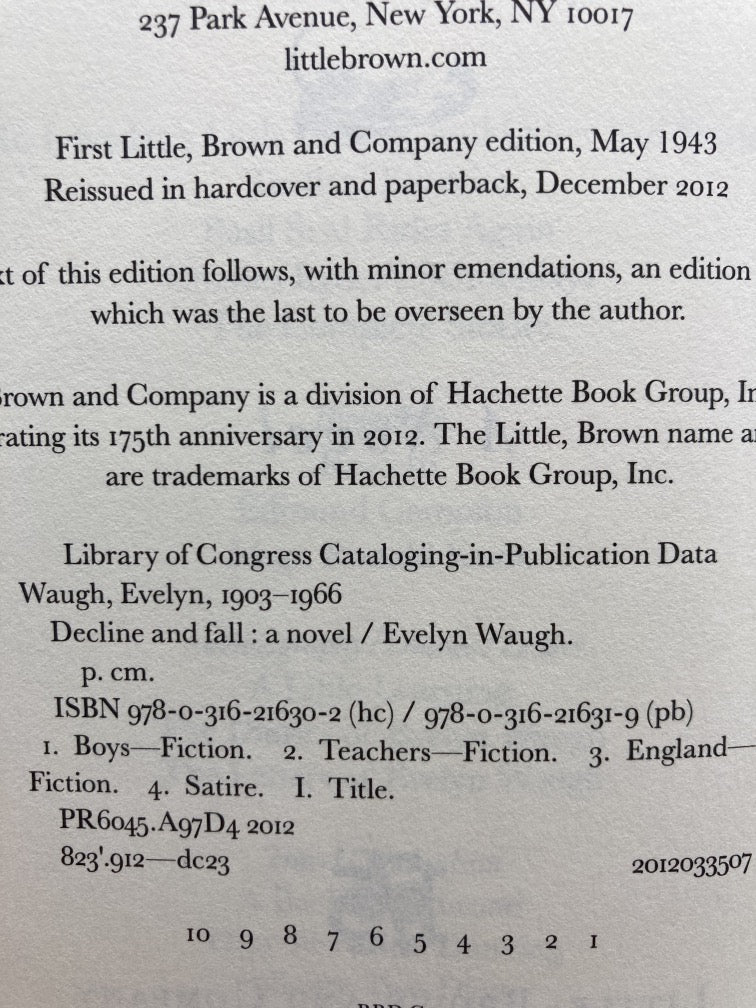 237 Park Avenue, New York, NY 10017
littlebrown.com
First Little, Brown and Company edition, May 1943
Reissued in hardcover and paperback, December 2012
of this edition follows, with minor emendations, an edition
which was the last to be overseen by the author.
Brown and Company is a division of Hachette Book Group,
its 175th anniversary in 2012. The Little, Brown name
are trademarks of Hachette Book Group, Inc.
Library of Congress Cataloging-in-Publication Data
Waugh, Evelyn, 1903–1966
Decline and fall : a novel / Evelyn Waugh.
p. cm.
ISBN 978-0-316-21630-2 (hc) / 978-0-316-21631-9 (pb)
1. Boys—Fiction. 2. Teachers—Fiction. 3. England—
Fiction. 4. Satire. I. Title.
PR6045.A97D4 2012
823'.912—dc23 2012033507
10 9 8 7 6 5 4 3 2 1